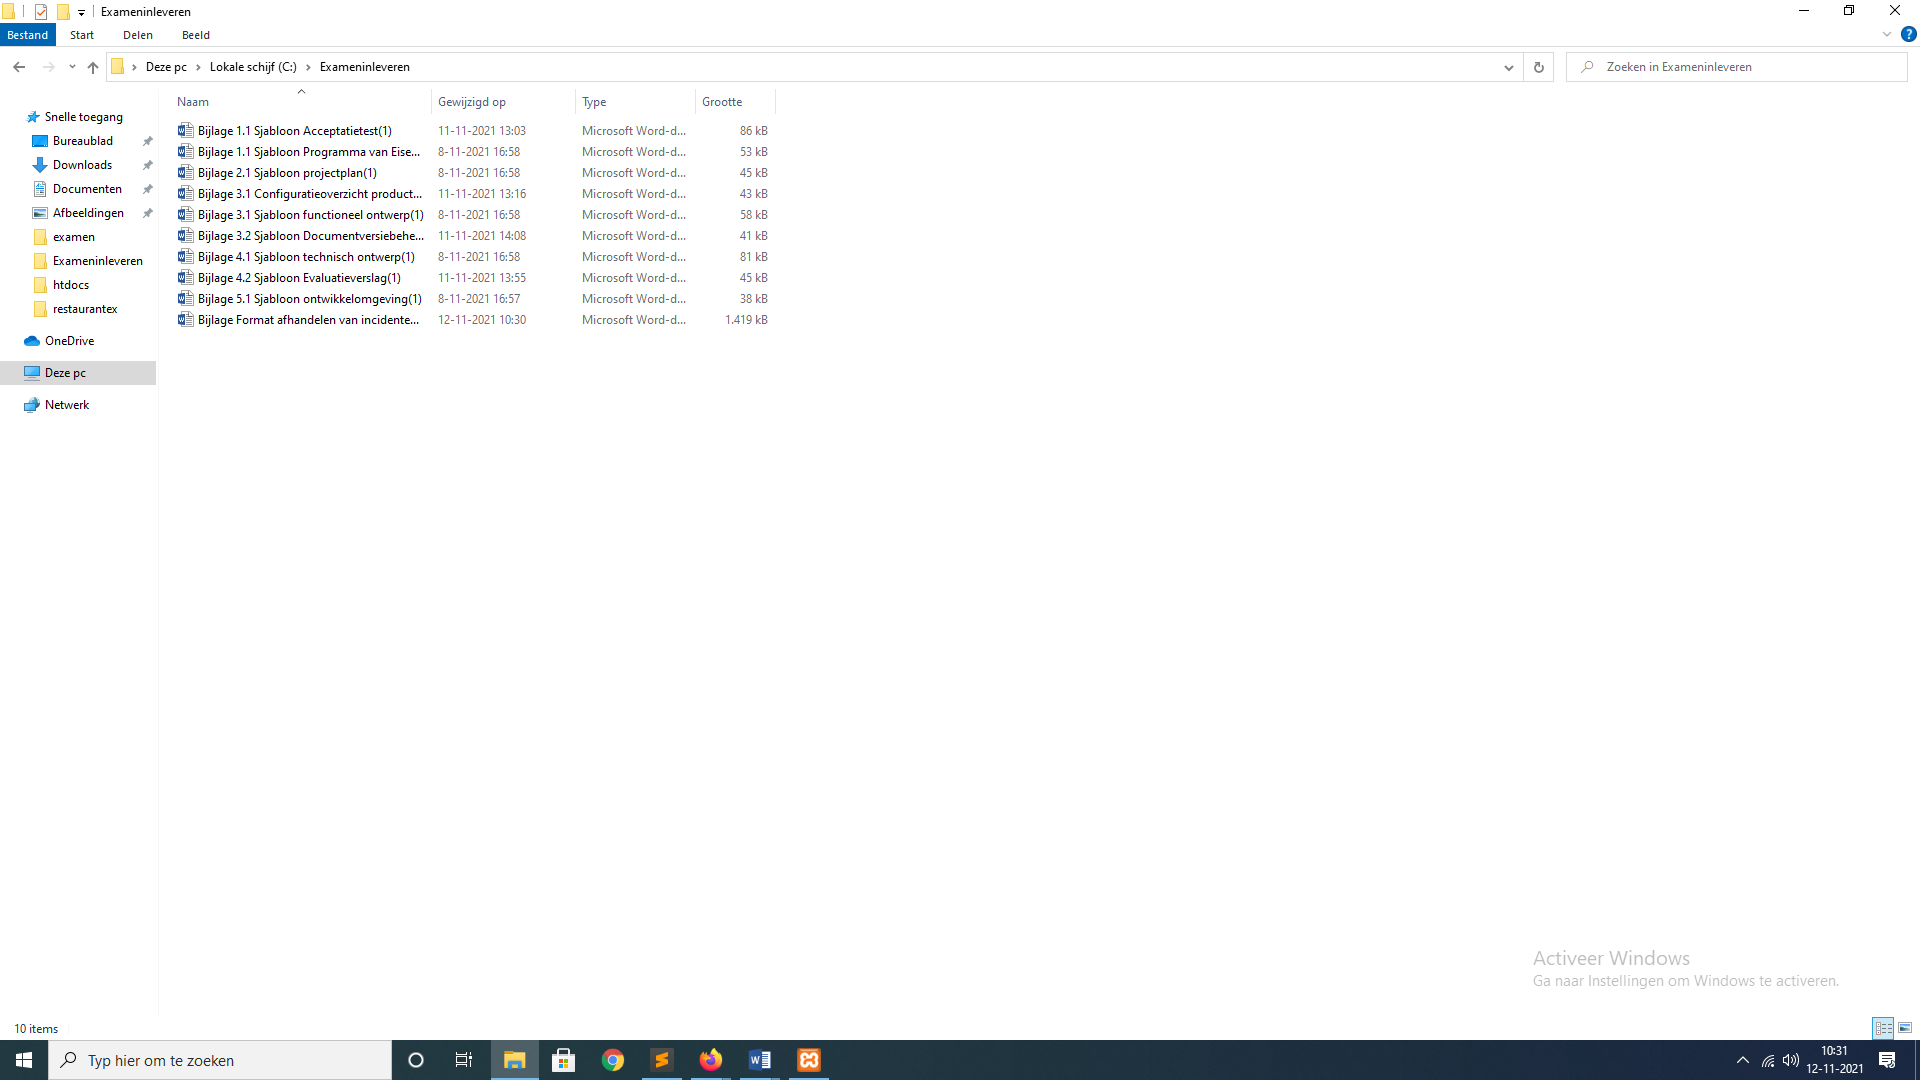 Exameninleveren
Bestand Start Delen Beeld
Deze pc Lokale schijf (C:) Exameninleveren Zoeken in Exameninleveren
Naam Gewijzigd op Type Grootte
Snelle toegang
Bureaublad
Downloads
Documenten
Afbeeldingen
examen
Exameninleveren
htdocs
restaurantex
OneDrive
Deze pc
Netwerk
Bijlage 1.1 Sjabloon Acceptatietest(1) 11-11-2021 13:03 Microsoft Word-d... 86 kB
Bijlage 1.1 Sjabloon Programma van Eise... 8-11-2021 16:58 Microsoft Word-d... 53 kB
Bijlage 2.1 Sjabloon projectplan(1) 8-11-2021 16:58 Microsoft Word-d... 45 kB
Bijlage 3.1 Configuratieoverzicht product... 11-11-2021 13:16 Microsoft Word-d... 43 kB
Bijlage 3.1 Sjabloon functioneel ontwerp(1) 8-11-2021 16:58 Microsoft Word-d... 58 kB
Bijlage 3.2 Sjabloon Documentversiebehe... 11-11-2021 14:08 Microsoft Word-d... 41 kB
Bijlage 4.1 Sjabloon technisch ontwerp(1) 8-11-2021 16:58 Microsoft Word-d... 81 kB
Bijlage 4.2 Sjabloon Evaluatieverslag(1) 11-11-2021 13:55 Microsoft Word-d... 45 kB
Bijlage 5.1 Sjabloon ontwikkelomgeving(1) 8-11-2021 16:57 Microsoft Word-d... 38 kB
Bijlage Format afhandelen van incidente... 12-11-2021 10:30 Microsoft Word-d... 1.419 kB
Activeer Windows
Ga naar Instellingen om Windows te activeren.
10 items
Typ hier om te zoeken
10:31
12-11-2021